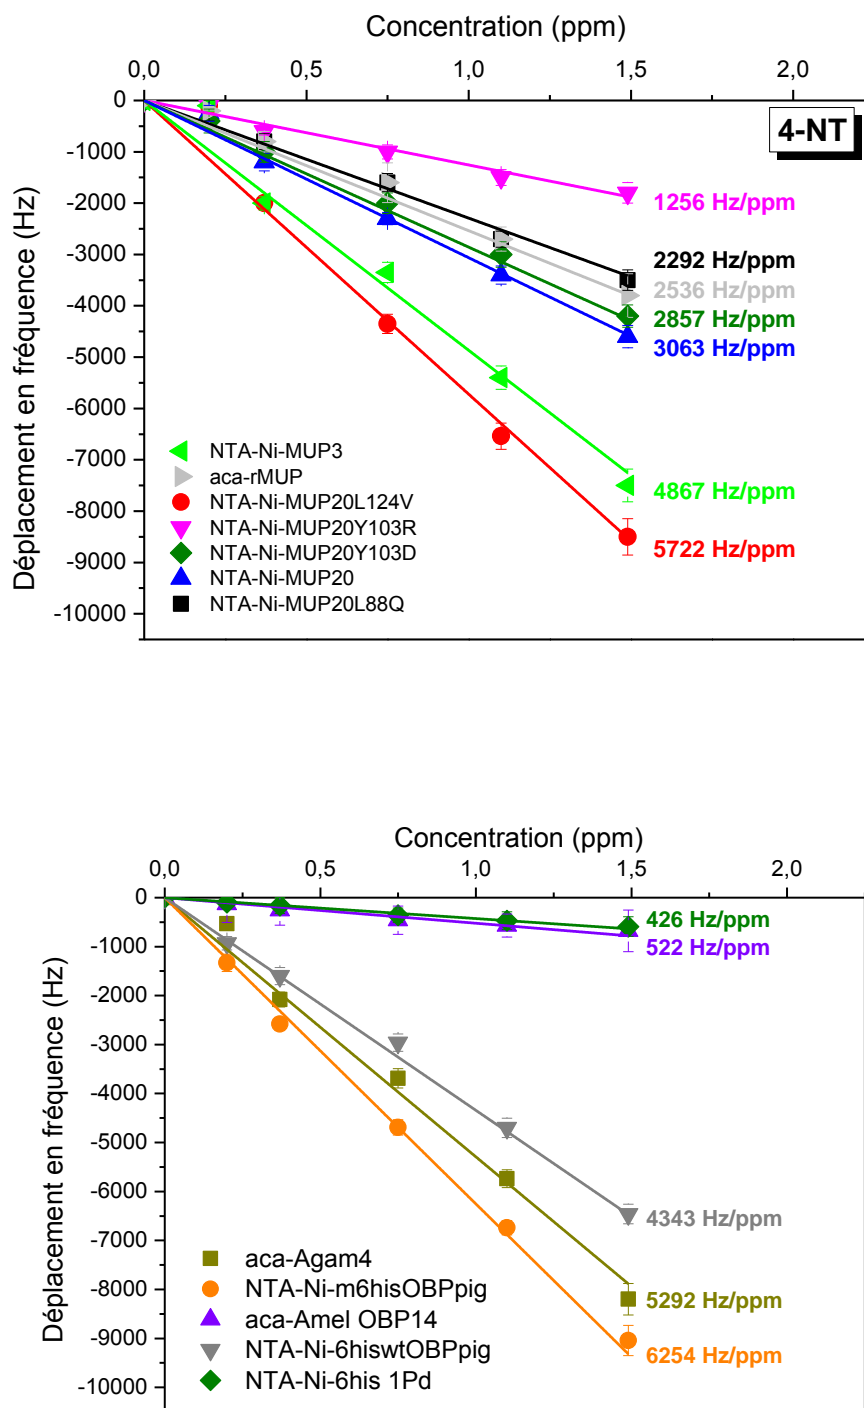 Concentration (ppm)
0,0 0,5 1,0 1,5 2,0
0
-1000
-2000
-3000
-4000
-5000
-6000
-7000
-8000
-9000
-10000
Déplacement en fréquence (Hz)
4-NT
1256 Hz/ppm
2292 Hz/ppm
2536 Hz/ppm
2857 Hz/ppm
3063 Hz/ppm
4867 Hz/ppm
5722 Hz/ppm
NTA-Ni-MUP3
aca-rMUP
NTA-Ni-MUP20L124V
NTA-Ni-MUP20Y103R
NTA-Ni-MUP20Y103D
NTA-Ni-MUP20
NTA-Ni-MUP20L88Q
Concentration (ppm)
0,0 0,5 1,0 1,5 2,0
0
-1000
-2000
-3000
-4000
-5000
-6000
-7000
-8000
-9000
-10000
Déplacement en fréquence (Hz)
426 Hz/ppm
522 Hz/ppm
4343 Hz/ppm
5292 Hz/ppm
6254 Hz/ppm
aca-Agam4
NTA-Ni-m6hisOBPpig
aca-Amel OBP14
NTA-Ni-6hiswtOBPpig
NTA-Ni-6his 1Pd